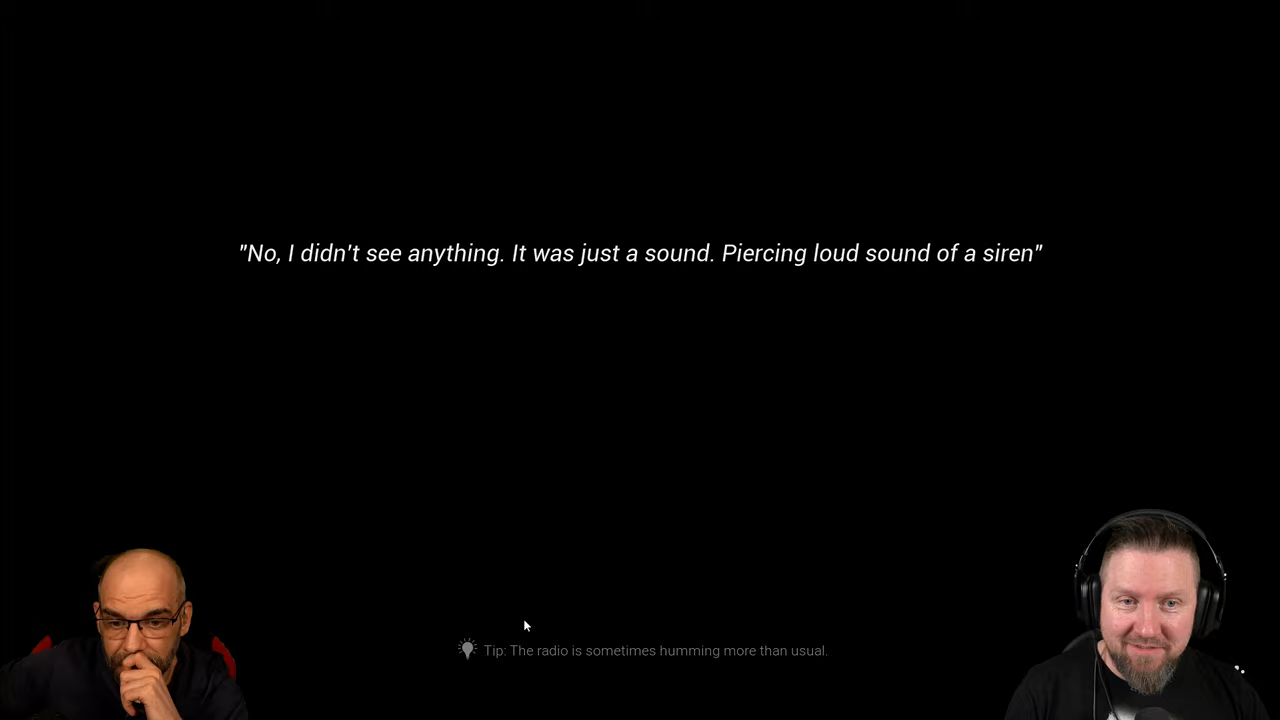 "No, I didn't see anything. It was just a sound. Piercing loud sound of a siren"
Tip: The radio is sometimes humming more than usual.